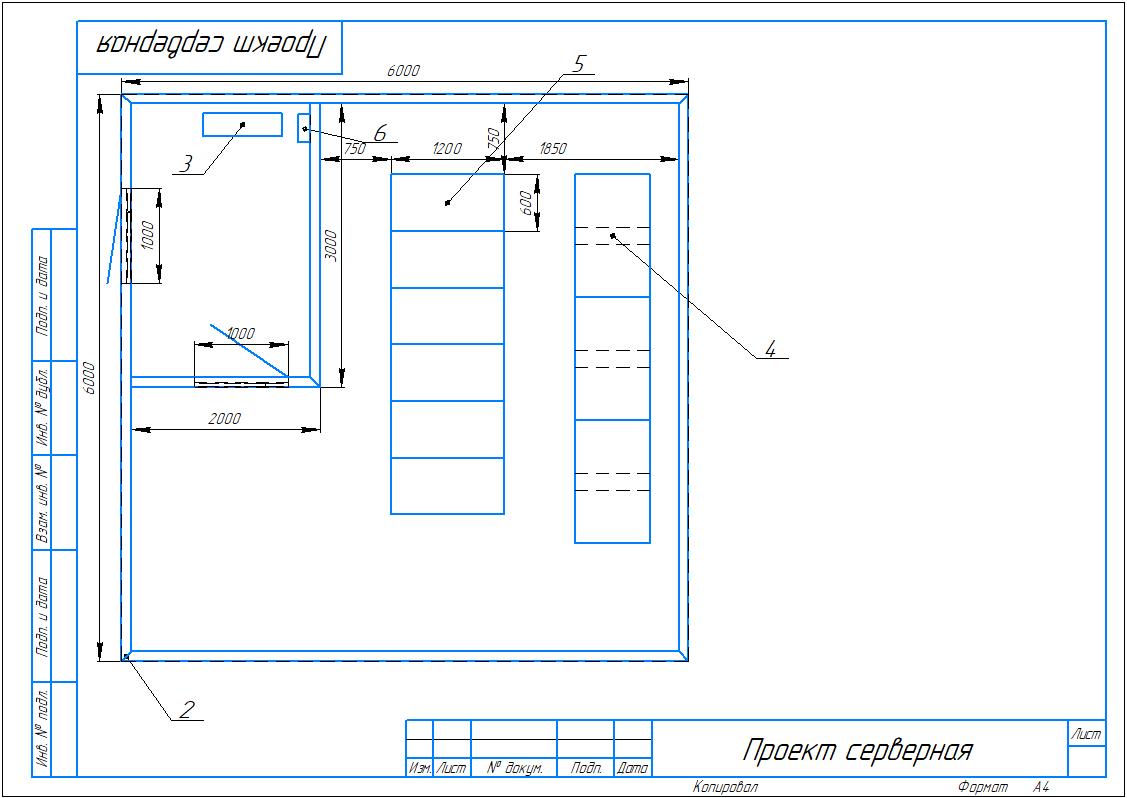 Проект серверная
6000
5
6
3
750
1200
750
1850
600
1000
3000
1000
4
6000
2000
2
Подп. и дата
Инв. № дубл.
Взам. инв. №
Подп. и дата
Инв. № подл.
Изм. Лист № докум. Подп. Дата
Проект серверная
Лист
Копировал Формат А4